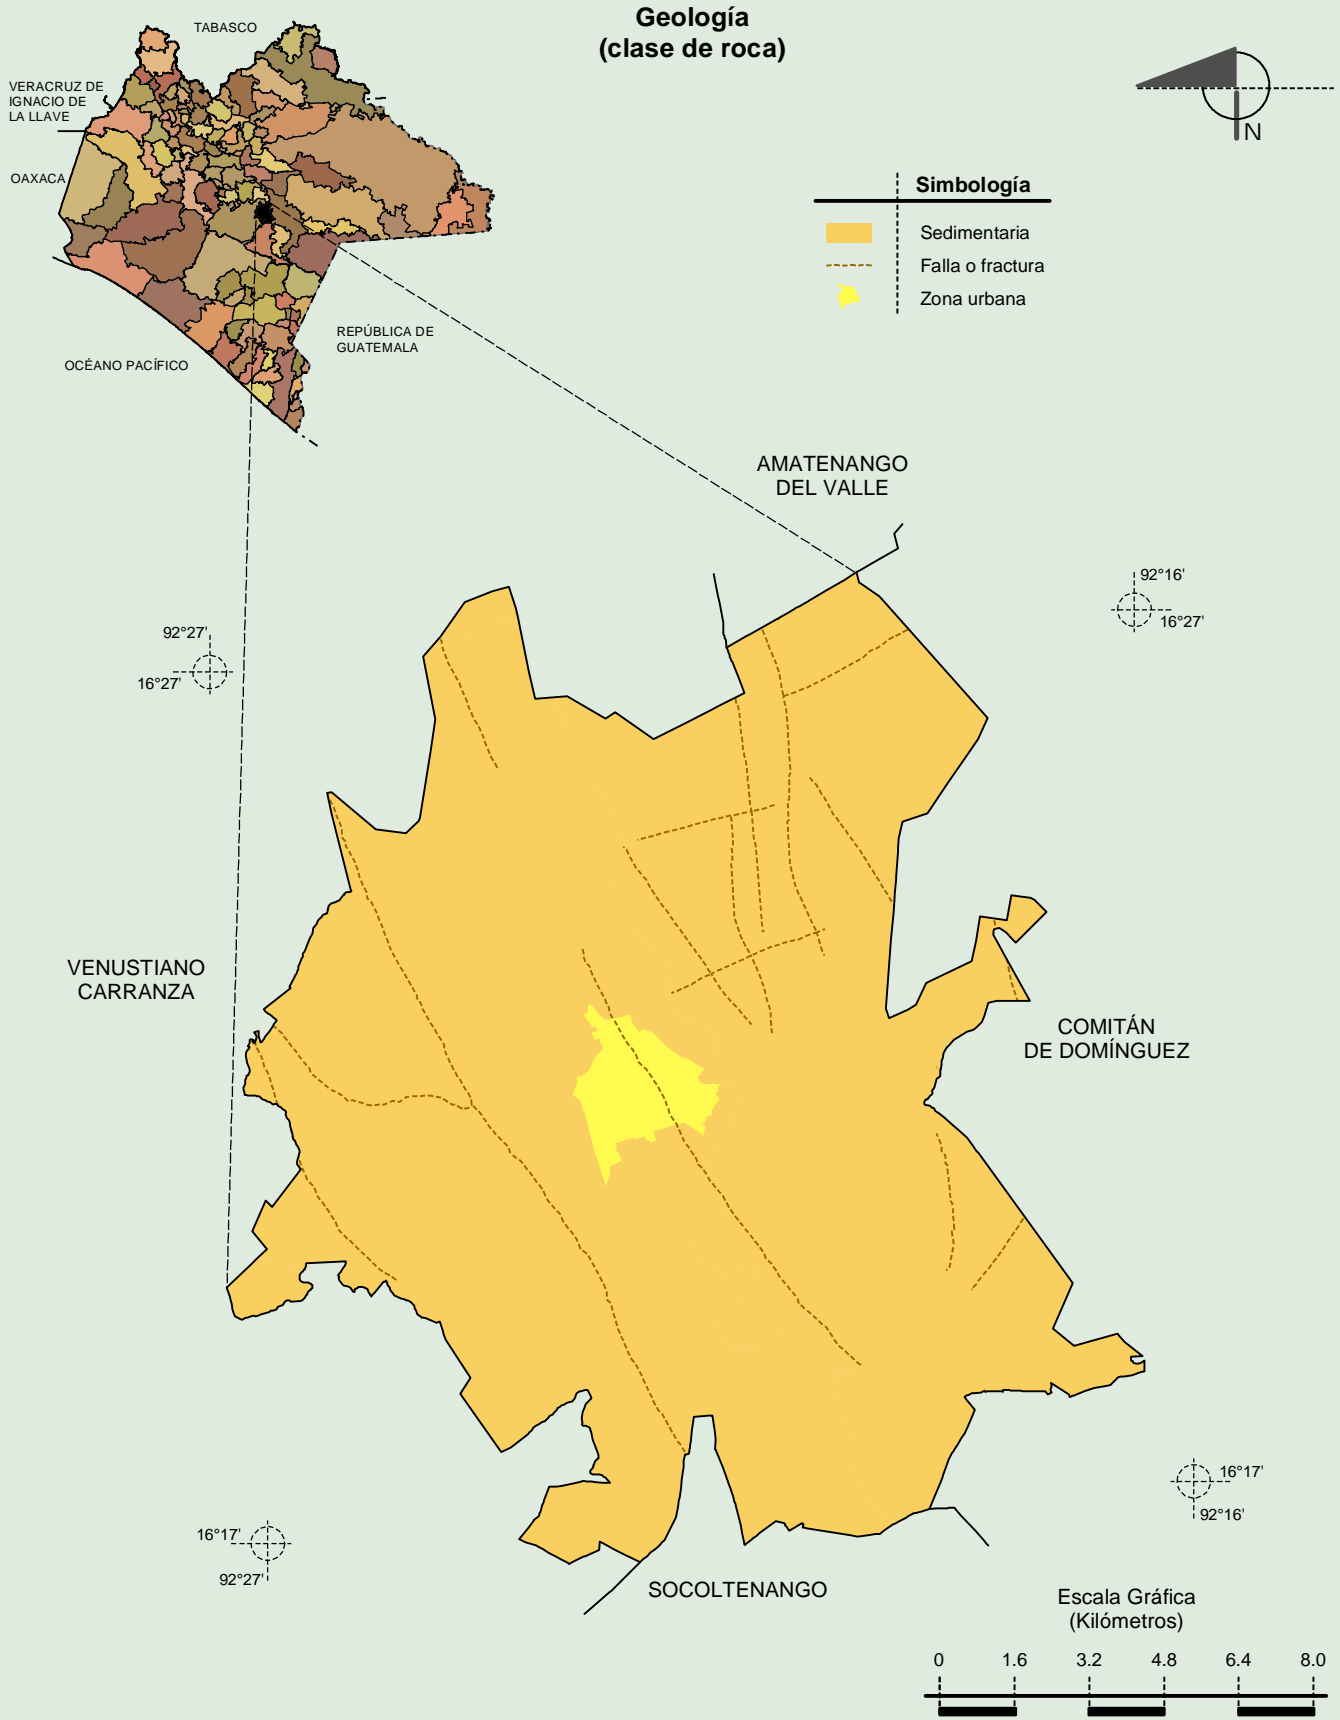 Geología
(clase de roca)
TABASCO
VERACRUZ DE
IGNACIO DE
LA LLAVE
OAXACA
REPÚBLICA DE
GUATEMALA
OCÉANO PACÍFICO
N
Simbología
Sedimentaria
Falla o fractura
Zona urbana
AMATENANGO
DEL VALLE
92°27'
16°27'
92°16'
16°27'
VENUSTIANO
CARRANZA
COMITÁN
DE DOMÍNGUEZ
16°17'
92°27'
16°17'
92°16'
SOCOLTENANGO
Escala Gráfica
(Kilómetros)
0 1.6 3.2 4.8 6.4 8.0